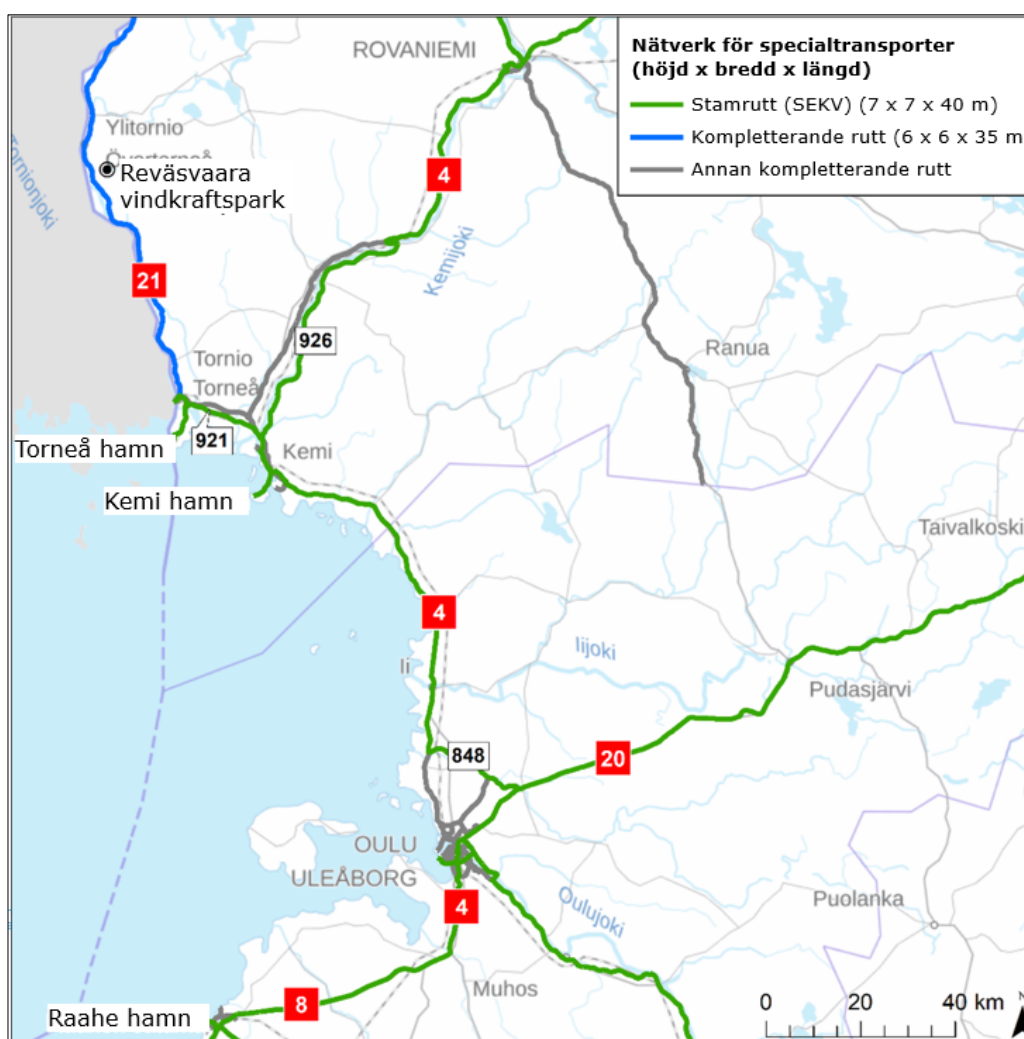 Nätverk för specialtransporter
(höjd x bredd x längd)
Stamrutt (SEKV) (7 x 7 x 40 m)
Kompletterande rutt (6 x 6 x 35 m
Annan kompletterande rutt
ROVANIEMI
Ylitornio
Övertorneå
Reväsvaara
vindkraftspark
Tornionjoki
4
Kemijoki
21
926
Ranua
Tornio
Torneå
921
Torneå hamn
Kemi
Kemi hamn
Taivalkoski
4
Iijoki
Ii
Pudasjärvi
848
20
OULU
ULEÅBORG
Oulujoki
Puolanka
4
Muhos
8
Raahe hamn
0 20 40 km
N